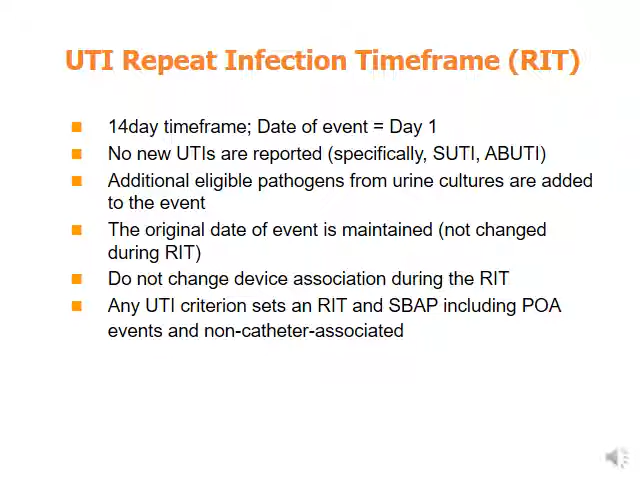 UTI Repeat Infection Timeframe (RIT)
14day timeframe; Date of event = Day 1
No new UTIs are reported (specifically, SUTI, ABUTI)
Additional eligible pathogens from urine cultures are added
to the event
The original date of event is maintained (not changed
during RIT)
Do not change device association during the RIT
Any UTI criterion sets an RIT and SBAP including POA
events and non-catheter-associated